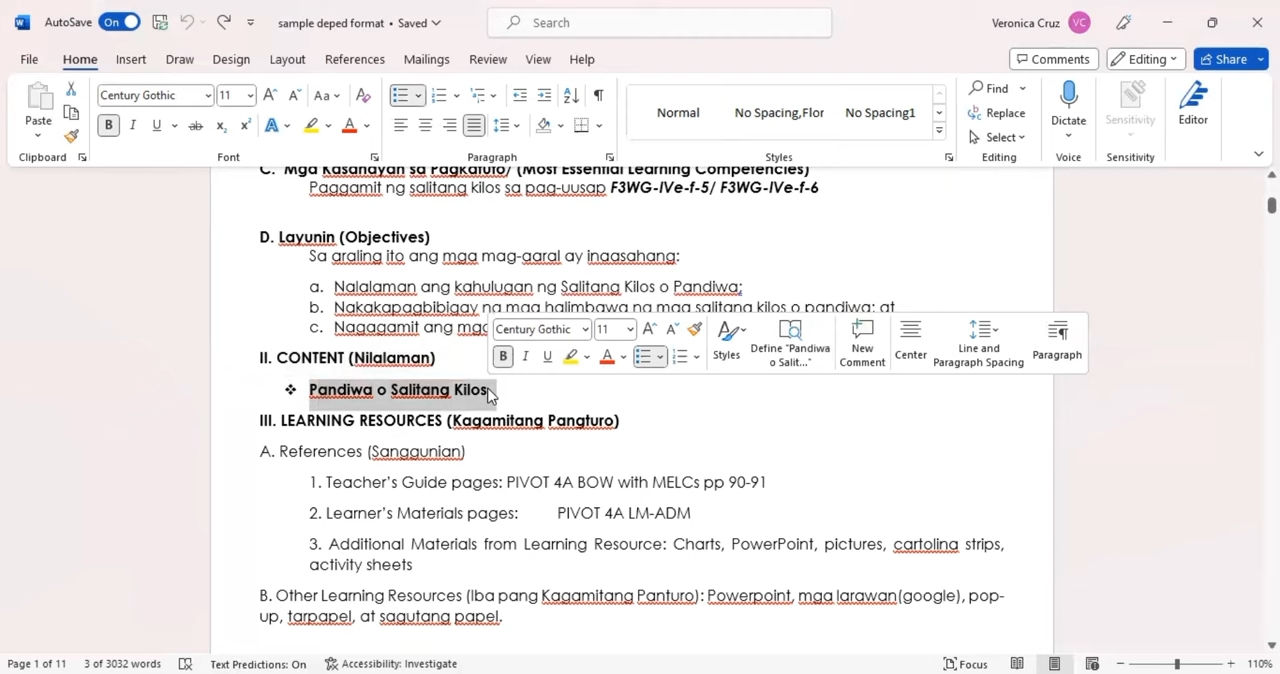 AutoSave On sample deped format • Saved Search Veronica Cruz VC
File Home Insert Draw Design Layout References Mailings Review View Help Comments Editing Share
Paste Century Gothic 11 Aa Normal No Spacing,Flor No Spacing1 Find Replace Select Dictate Sensitivity Editor
Clipboard Font Paragraph Styles Editing Voice Sensitivity
C. Mga Kasanayan sa Pagkatuto/ (Most Essential Learning Competencies)
Paggamit ng salitang kilos sa pag-uusap F3WG-IVe-f-5/ F3WG-IVe-f-6
D. Layunin (Objectives)
Sa araling ito ang mga mag-aaral ay inaasahang:
a. Nalalaman ang kahulugan ng Salitang Kilos o Pandiwa;
b. Nakakapagbibigay ng mga halimbawa ng mga salitang kilos o pandiwa; at
c. Nagagamit ang mga
Century Gothic 11 Styles Define "Pandiwa o Salit..." New Comment Center Line and Paragraph Spacing Paragraph
II. CONTENT (Nilalaman)
❖ Pandiwa o Salitang Kilos
III. LEARNING RESOURCES (Kagamitang Pangturo)
A. References (Sanggunian)
1. Teacher's Guide pages: PIVOT 4A BOW with MELCs pp 90-91
2. Learner's Materials pages: PIVOT 4A LM-ADM
3. Additional Materials from Learning Resource: Charts, PowerPoint, pictures, cartolina strips,
activity sheets
B. Other Learning Resources (Iba pang Kagamitang Panturo): Powerpoint, mga larawan(google), pop-
up, tarpapel, at sagutang papel.
Page 1 of 11 3 of 3032 words Text Predictions: On Accessibility: Investigate Focus 110%